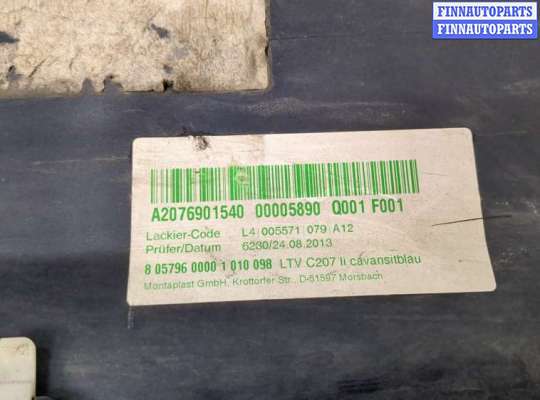 FINNAUTOPARTS
FINNAUTOPARTS
A2076901540 00005890 Q001 F001
Lackier-Code L4 005571 079 A12
Prüfer/Datum 6230/24.08.2013
8 05796 0000 1 010 098 LTV C207 li cavansitblau
Montaplast GmbH, Krottorfer Str., D-51597 Morsbach